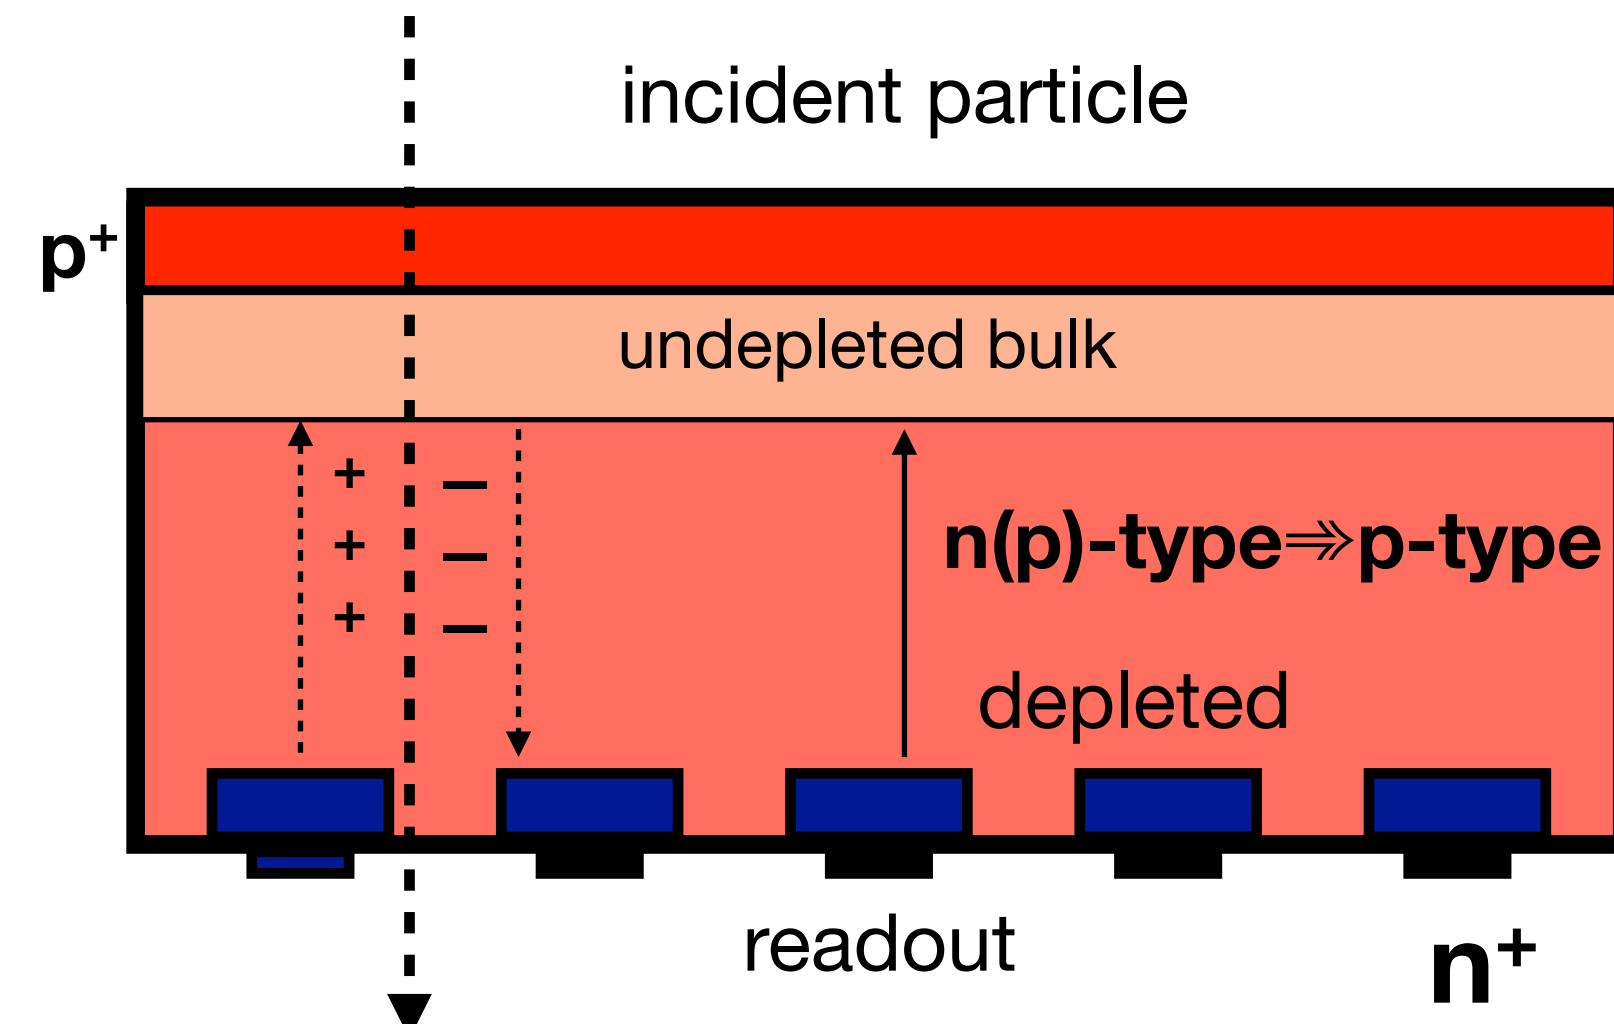 incident particle
p⁺
undepleted bulk
+ −
n(p)-type⇒p-type
+ −
+ −
depleted
readout
n⁺